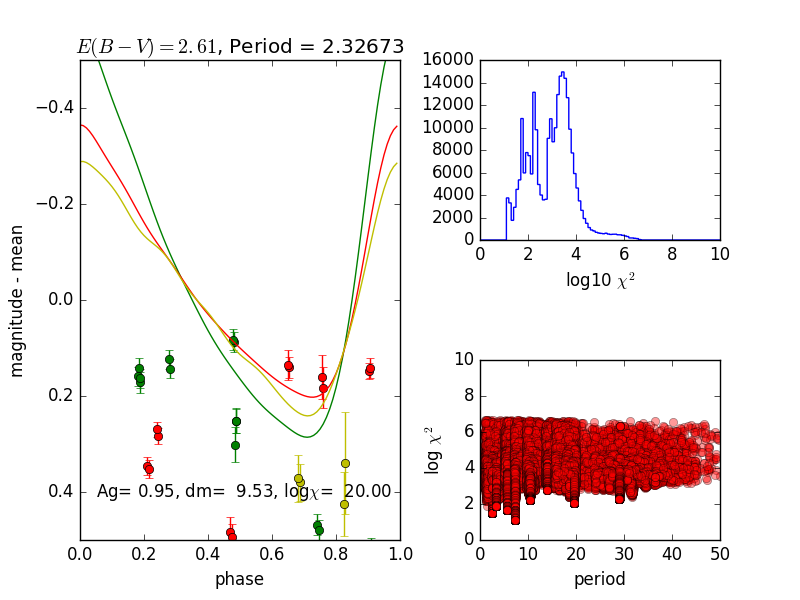 E(B − V) = 2.61, Period = 2.32673
magnitude - mean
−0.4
−0.2
0.0
0.2
0.4
Ag= 0.95, dm=  9.53, logχ=  20.00
0.0 0.2 0.4 0.6 0.8 1.0
phase
16000
14000
12000
10000
8000
6000
4000
2000
0
0 2 4 6 8 10
log10 χ²
log χ²
10
8
6
4
2
0
0 10 20 30 40 50
period